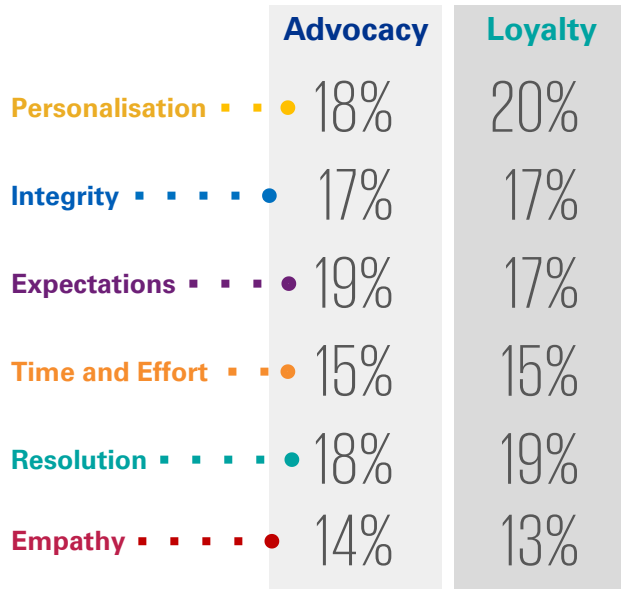 Advocacy Loyalty
Personalisation 18% 20%
Integrity 17% 17%
Expectations 19% 17%
Time and Effort 15% 15%
Resolution 18% 19%
Empathy 14% 13%